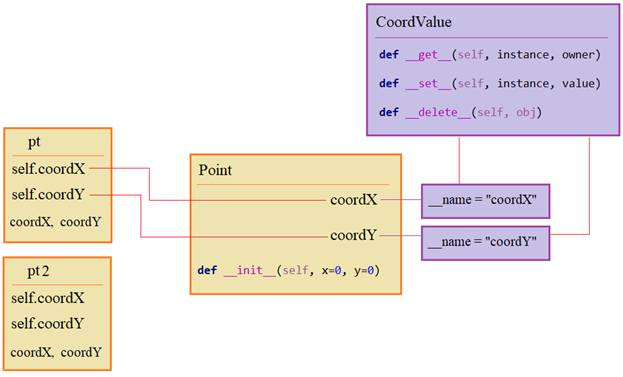 CoordValue
def __get__(self, instance, owner)
def __set__(self, instance, value)
def __delete__(self, obj)
pt
self.coordX
self.coordY
coordX, coordY
Point
coordX
coordY
def __init__(self, x=0, y=0)
__name = "coordX"
__name = "coordY"
pt2
self.coordX
self.coordY
coordX, coordY